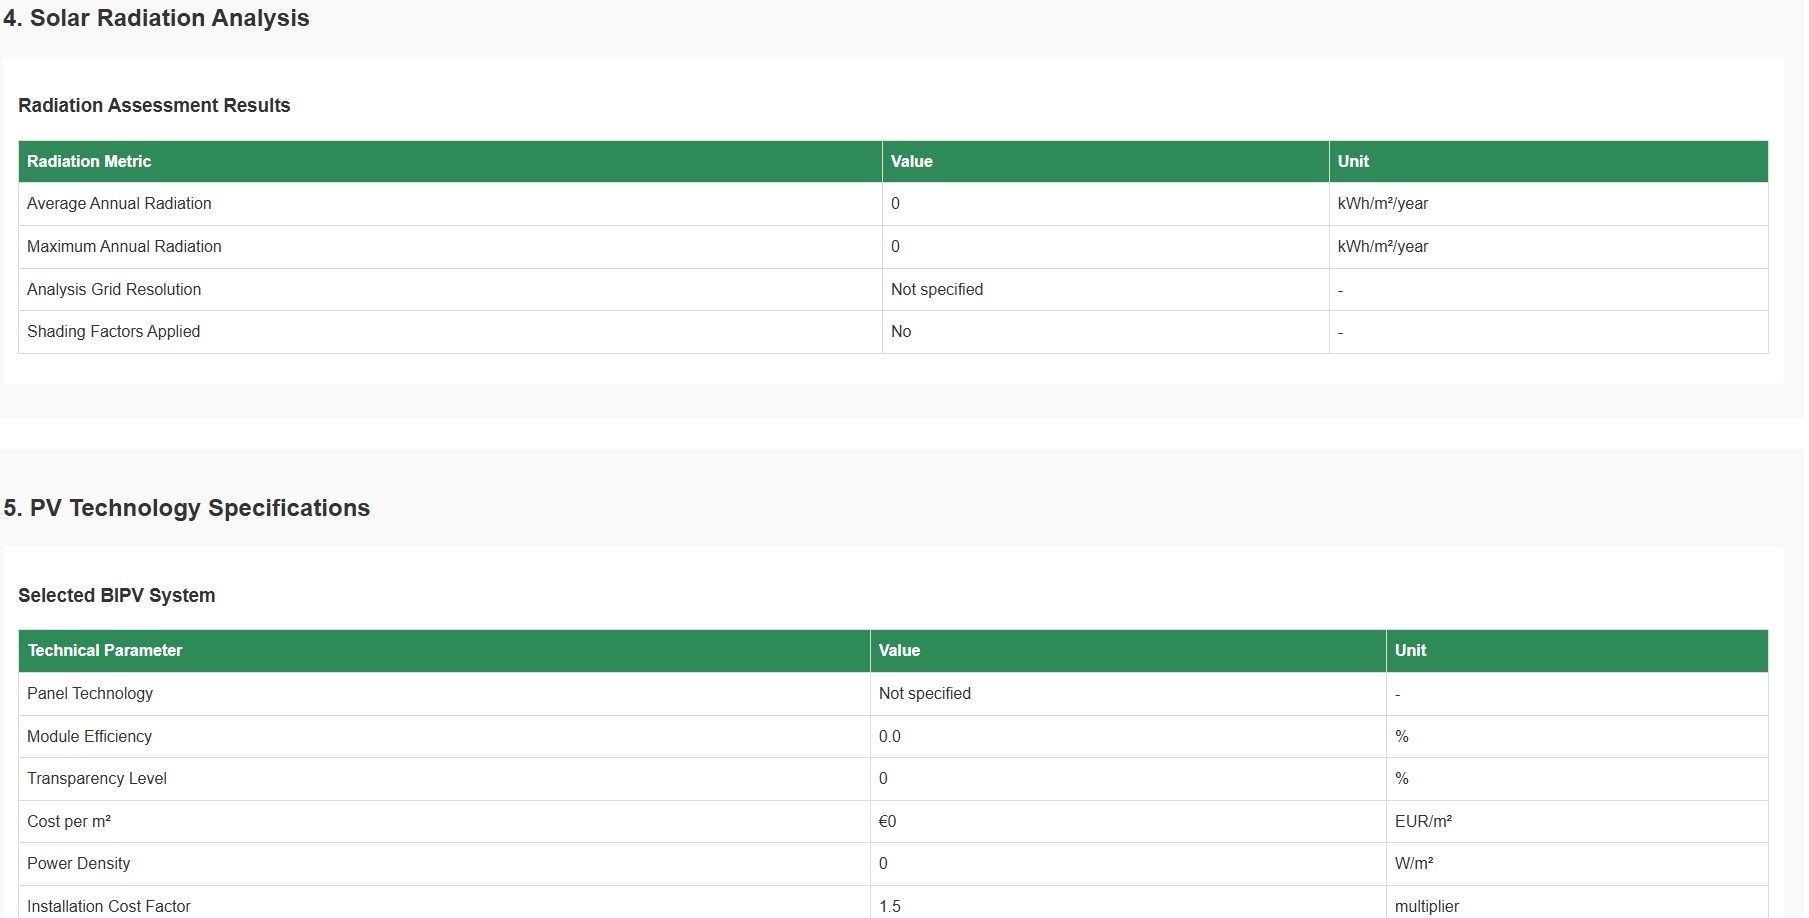 4. Solar Radiation Analysis
Radiation Assessment Results
Radiation Metric Value Unit
Average Annual Radiation 0 kWh/m²/year
Maximum Annual Radiation 0 kWh/m²/year
Analysis Grid Resolution Not specified -
Shading Factors Applied No -
5. PV Technology Specifications
Selected BIPV System
Technical Parameter Value Unit
Panel Technology Not specified -
Module Efficiency 0.0 %
Transparency Level 0 %
Cost per m² €0 EUR/m²
Power Density 0 W/m²
Installation Cost Factor 1.5 multiplier